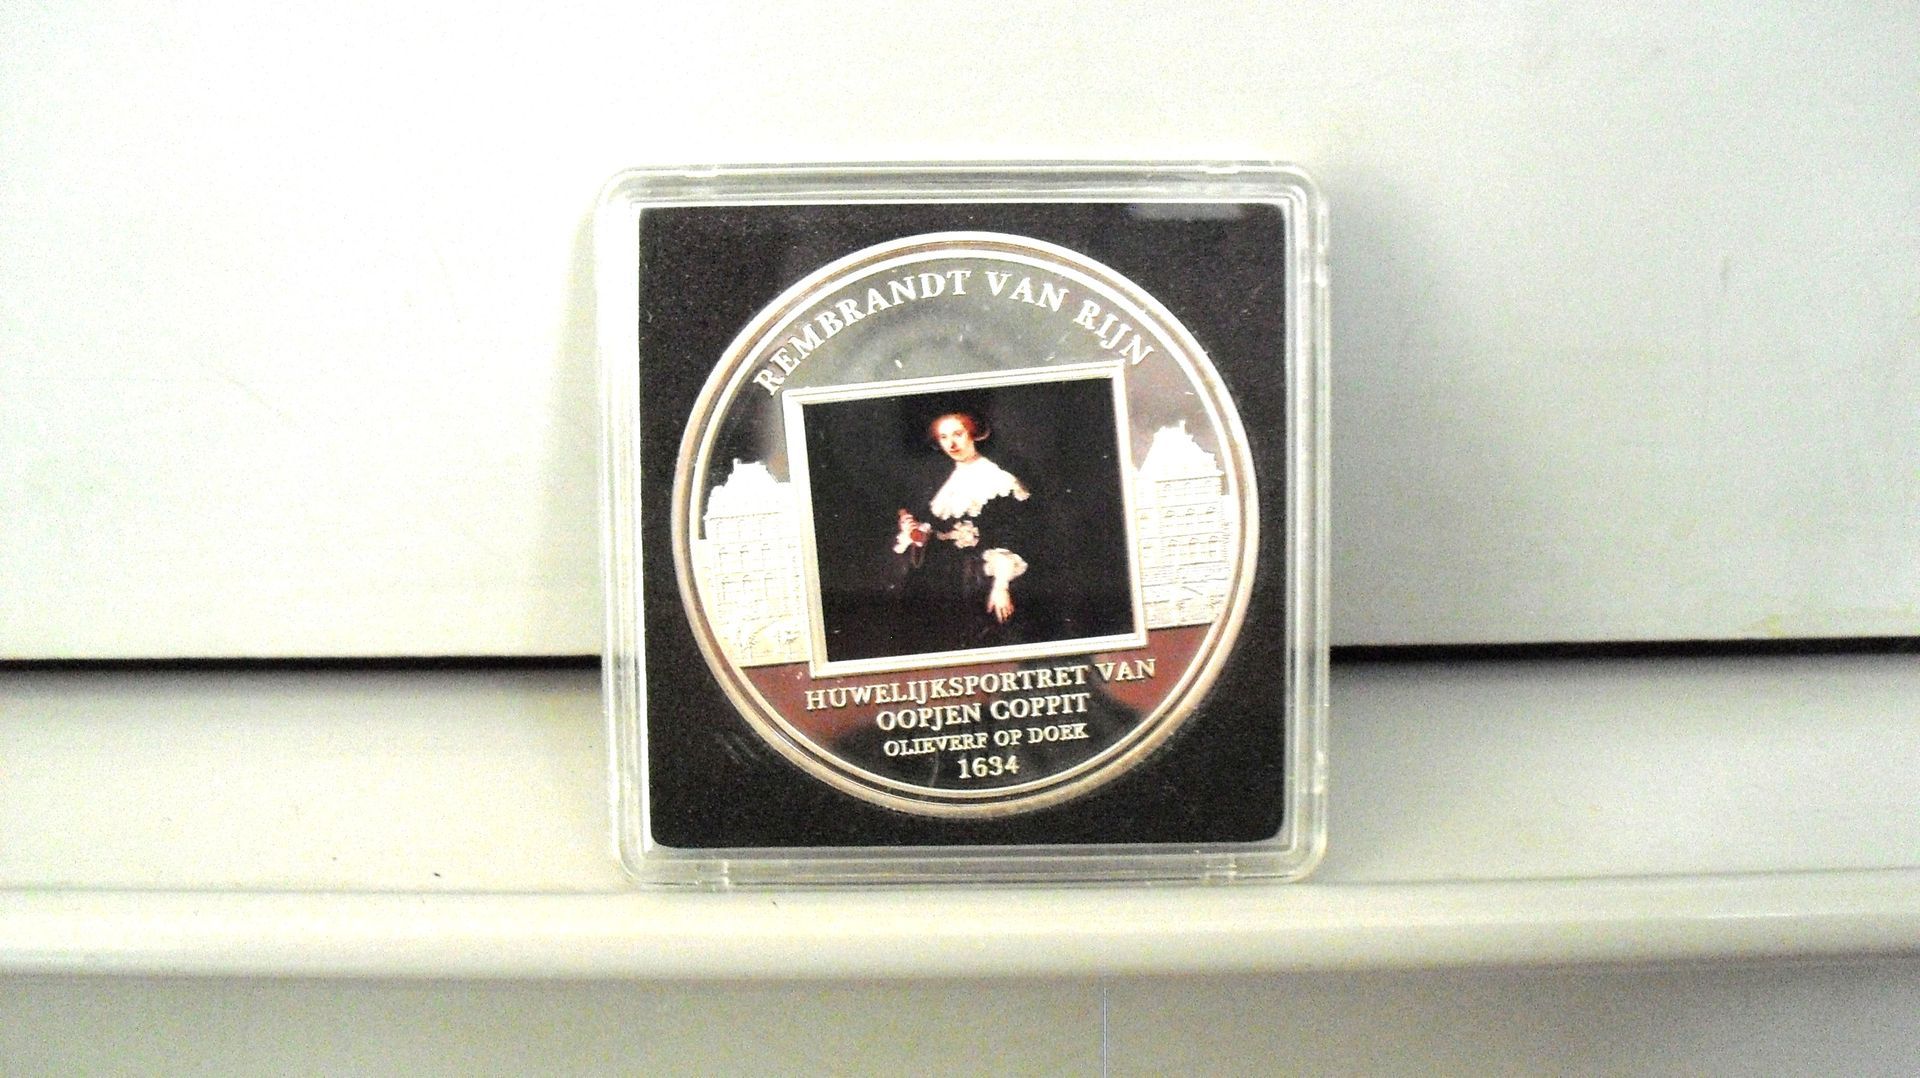 REMBRANDT VAN RIJN
HUWELIJKSPORTRET VAN
OOPJEN COPPIT
OLIEVERF OP DOEK
1634